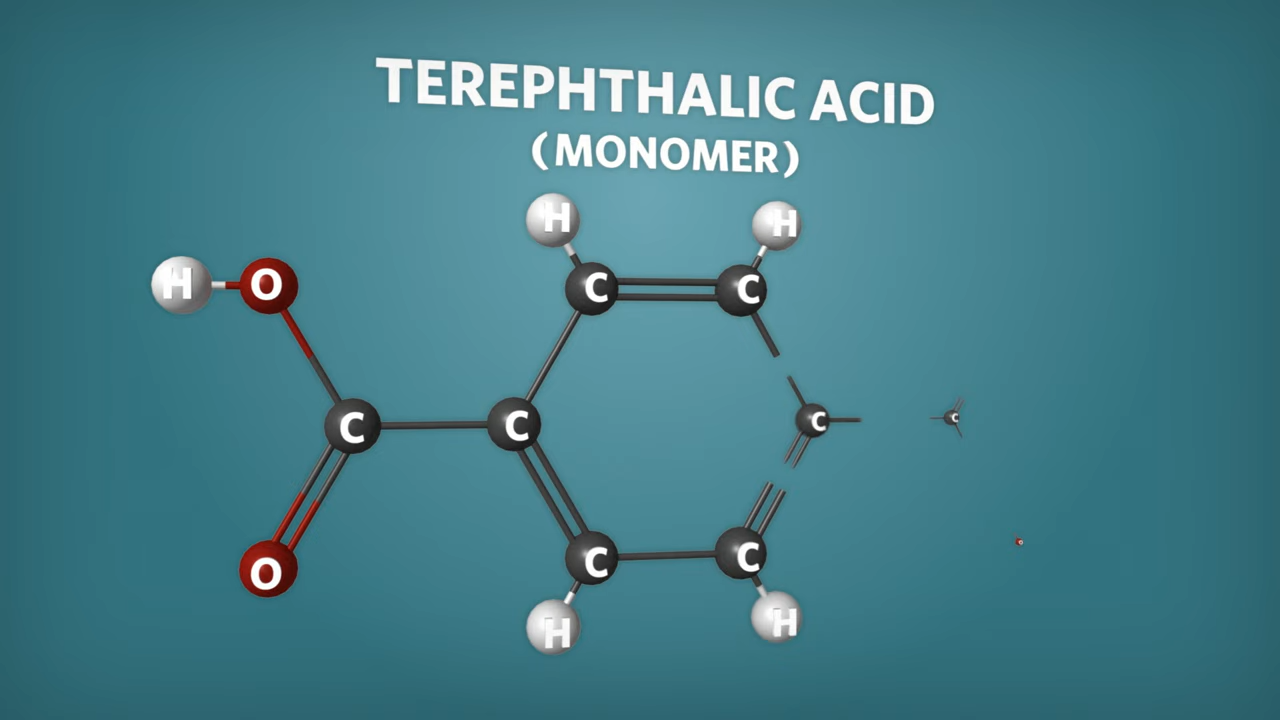 TEREPHTHALIC ACID
(MONOMER)
H H
H O C C
C C C C
O C C
H H